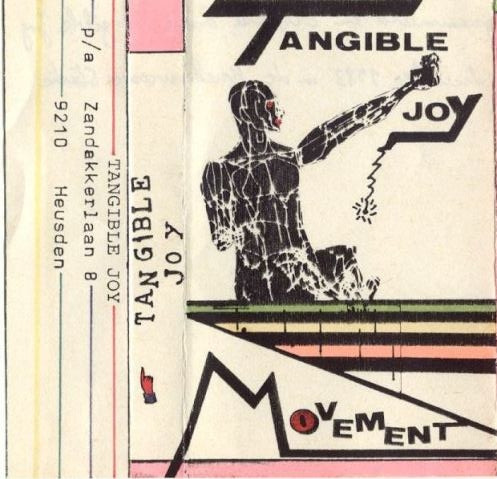 TANGIBLE
JOY
MOVEMENT
TANGIBLE
JOY
TANGIBLE JOY
p/a Zandakkerlaan 8
9210 Heusden